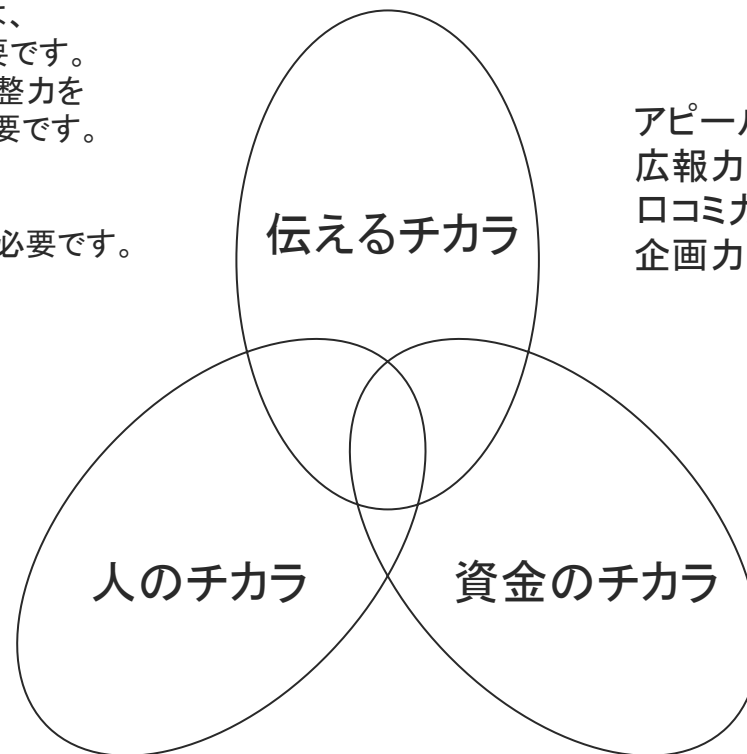 は、
要です。
整力を
要です。
必要です。
アピール
広報力
口コミ力
企画力
伝えるチカラ
人のチカラ
資金のチカラ